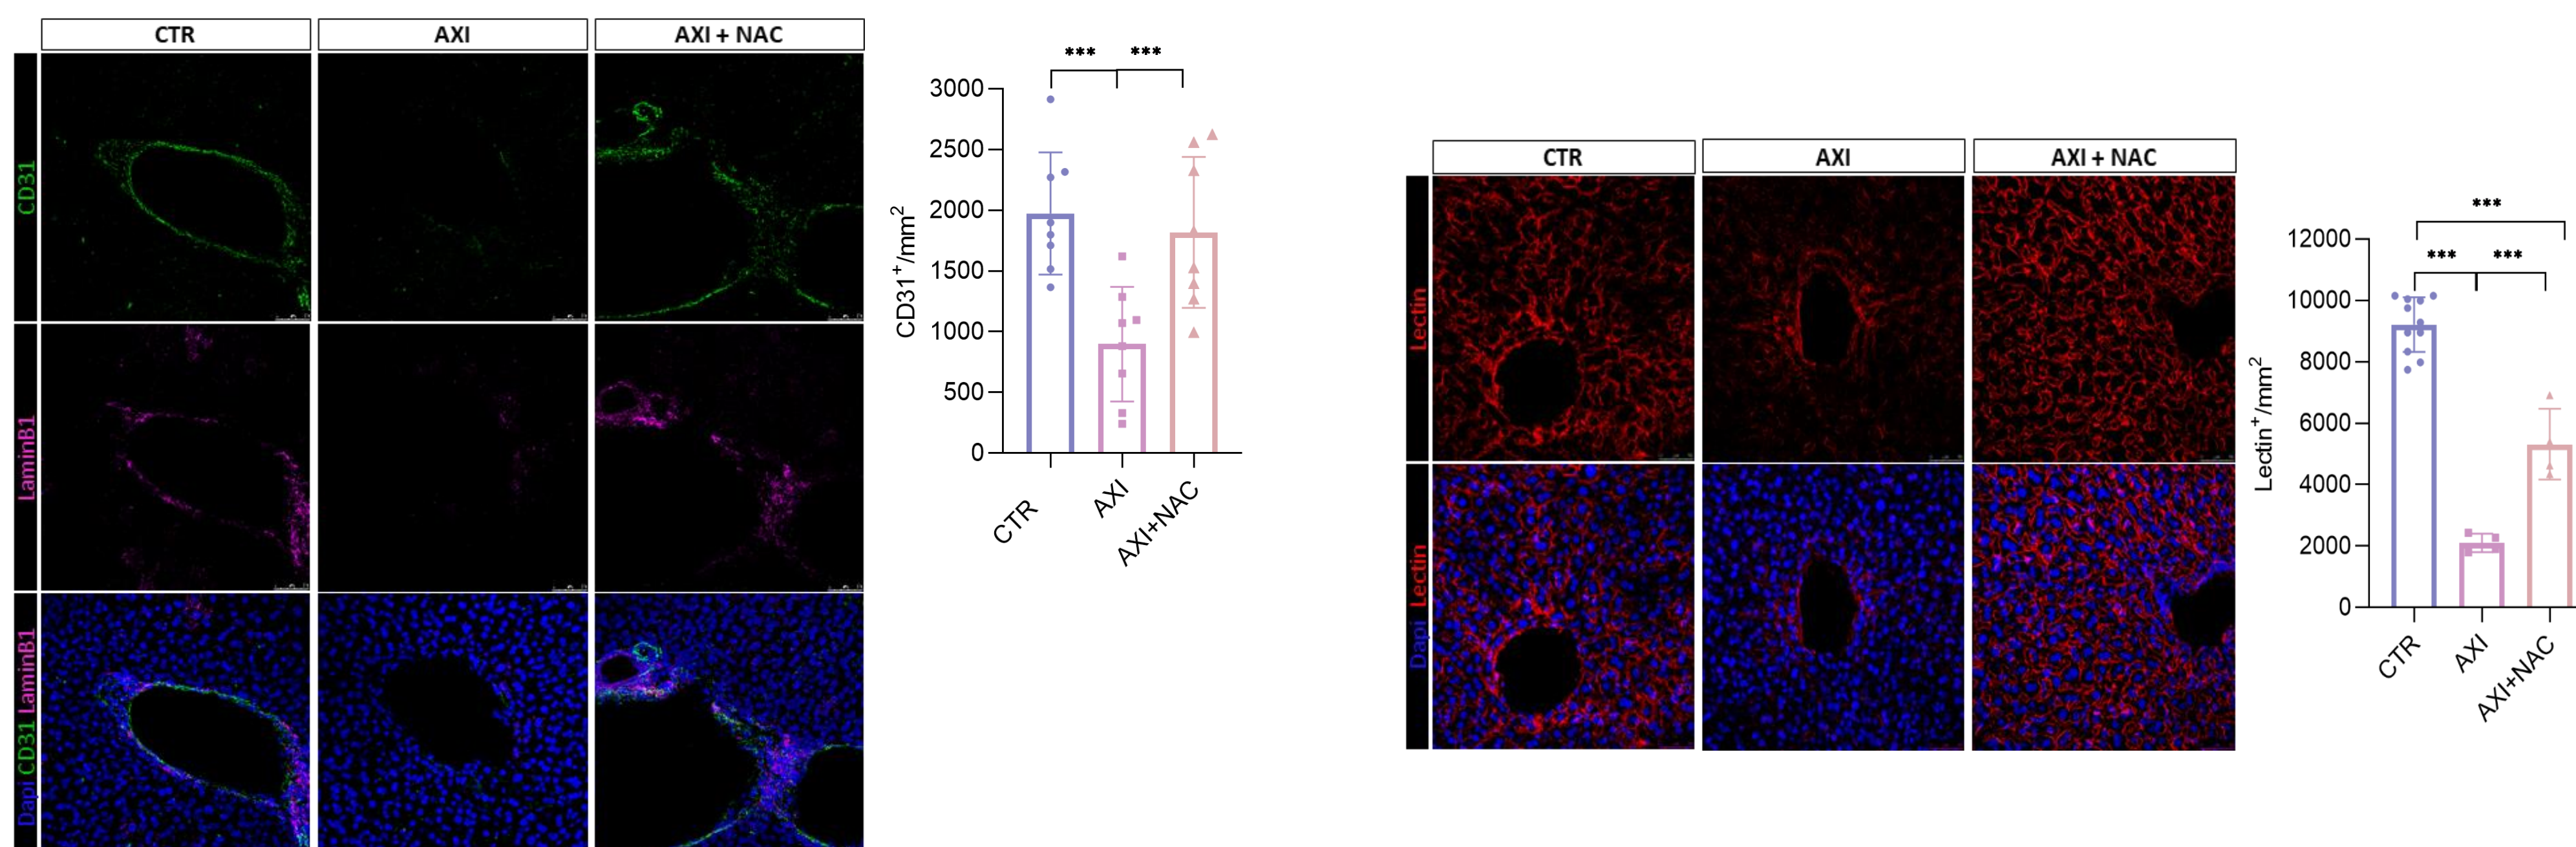 CTR
AXI
AXI + NAC
CD31
LaminB1
Dapi CD31 LaminB1
*** ***
3000
2500
2000
1500
1000
500
0
CD31+/mm2
CTR
AXI
AXI+NAC
CTR
AXI
AXI + NAC
Lectin
Dapi Lectin
***
*** ***
12000
10000
8000
6000
4000
2000
0
Lectin+/mm2
CTR
AXI
AXI+NAC